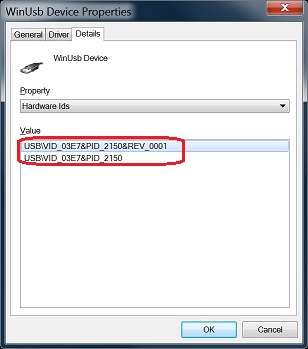 WinUsb Device Properties
General Driver Details
WinUsb Device
Property
Hardware Ids
Value
USB\VID_03E7&PID_2150&REV_0001
USB\VID_03E7&PID_2150
OK Cancel